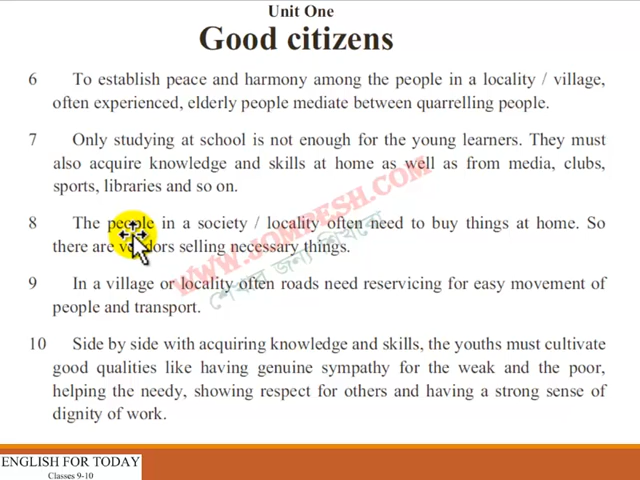 Unit One
Good citizens
6 To establish peace and harmony among the people in a locality / village,
often experienced, elderly people mediate between quarrelling people.
7 Only studying at school is not enough for the young learners. They must
also acquire knowledge and skills at home as well as from media, clubs,
sports, libraries and so on.
8 The people in a society / locality often need to buy things at home. So
there are vendors selling necessary things.
9 In a village or locality often roads need reservicing for easy movement of
people and transport.
10 Side by side with acquiring knowledge and skills, the youths must cultivate
good qualities like having genuine sympathy for the weak and the poor,
helping the needy, showing respect for others and having a strong sense of
dignity of work.
WWW.JOMPESH.COM
শেখার জন্য শিখানো
ENGLISH FOR TODAY
Classes 9-10